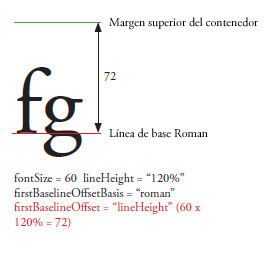 Margen superior del contenedor
72
fg
Línea de base Roman
fontSize = 60  lineHeight = “120%”
firstBaselineOffsetBasis = “roman”
firstBaselineOffset = “lineHeight” (60 x
120% = 72)